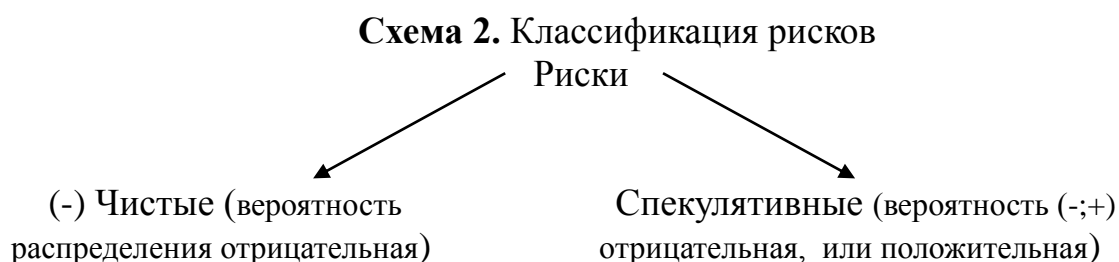 Схема 2. Классификация рисков
Риски
(-) Чистые (вероятность
распределения отрицательная)
Спекулятивные (вероятность (-;+)
отрицательная, или положительная)